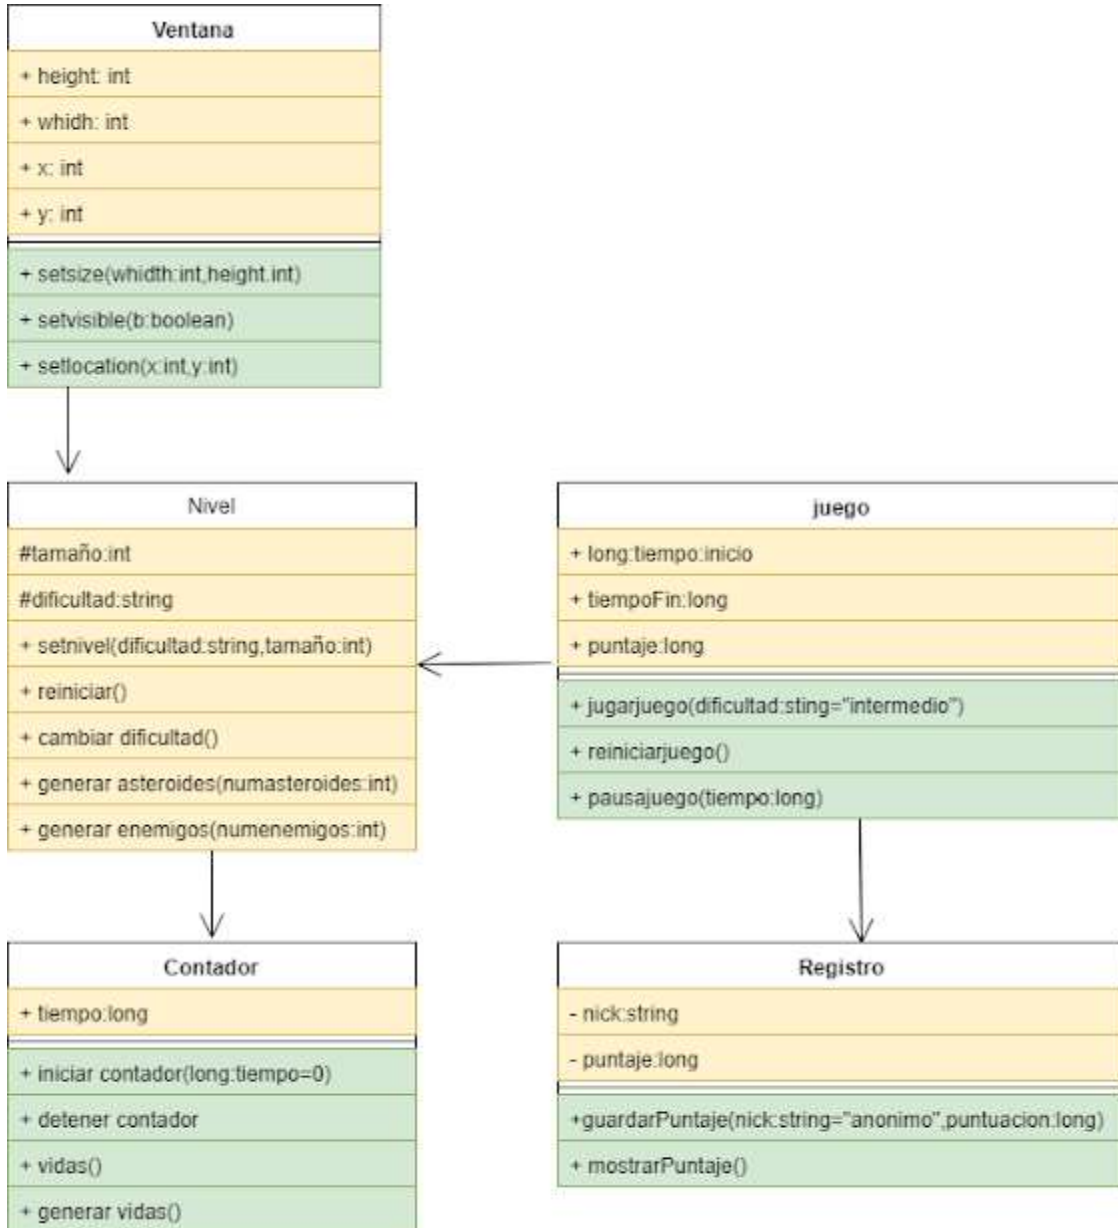 Ventana
+ height: int
+ whidh: int
+ x: int
+ y: int
+ setsize(whidth:int,height:int)
+ setvisible(b:boolean)
+ setlocation(x:int,y:int)
Nivel
#tamaño:int
#dificultad:string
+ setnivel(dificultad:string,tamaño:int)
+ reiniciar()
+ cambiar dificultad()
+ generar asteroides(numasteroides:int)
+ generar enemigos(numenemigos:int)
juego
+ long:tiempo:inicio
+ tiempoFin:long
+ puntaje:long
+ jugarjuego(dificultad:sting="intermedio")
+ reiniciarjuego()
+ pausajuego(tiempo:long)
Contador
+ tiempo:long
+ iniciar contador(long:tiempo=0)
+ detener contador
+ vidas()
+ generar vidas()
Registro
- nick:string
- puntaje:long
+guardarPuntaje(nick:string="anonimo",puntuacion:long)
+ mostrarPuntaje()